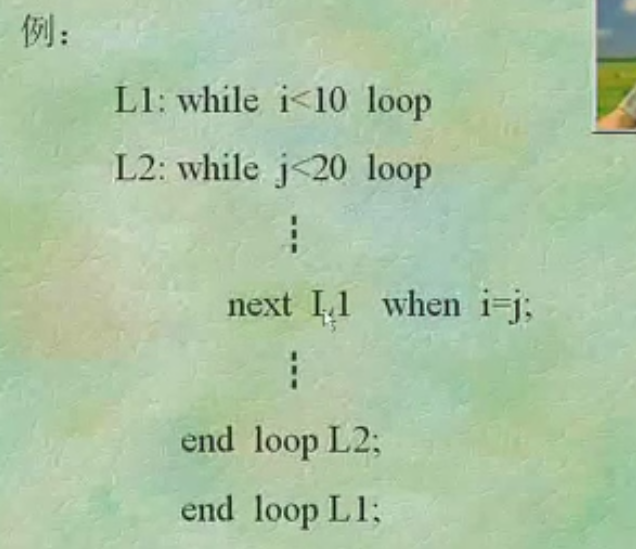 例：
L1: while i<10 loop
L2: while j<20 loop
⋮
next L1 when i=j;
⋮
end loop L2;
end loop L1;